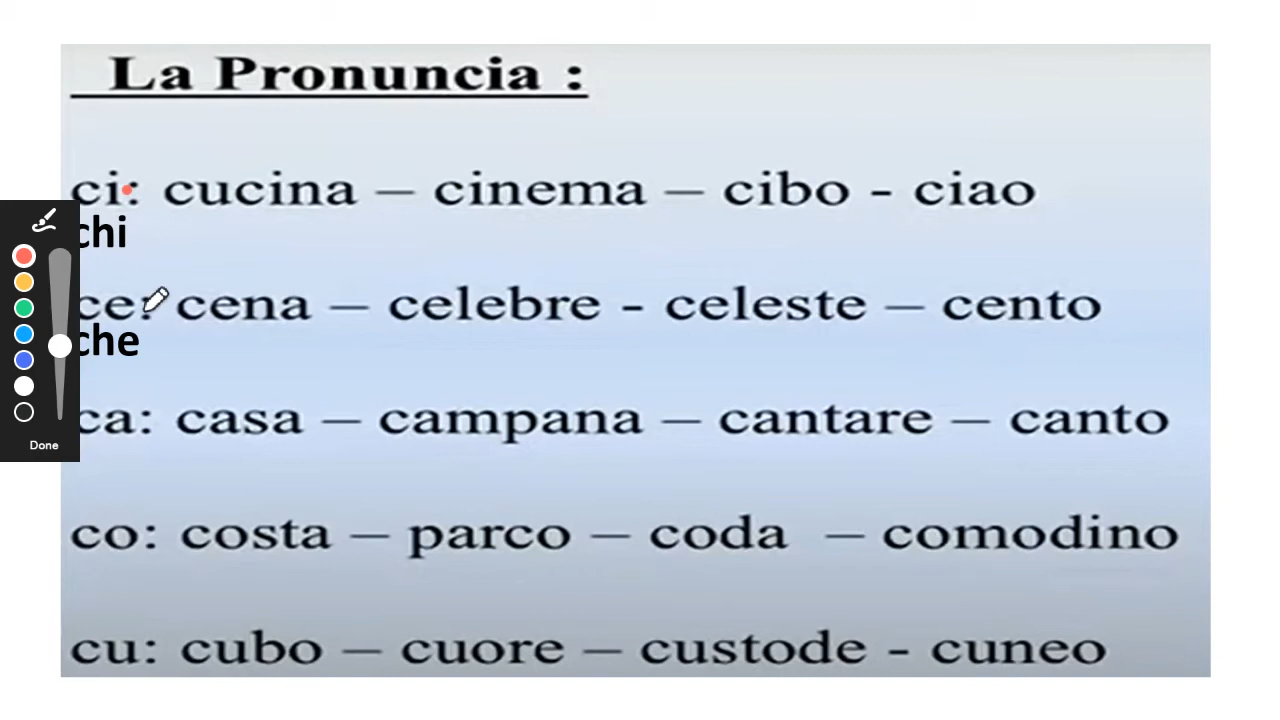 La Pronuncia :
ci: cucina – cinema – cibo - ciao
chi
ce: cena – celebre - celeste – cento
che
ca: casa – campana – cantare – canto
co: costa – parco – coda – comodino
cu: cubo – cuore – custode - cuneo
Done